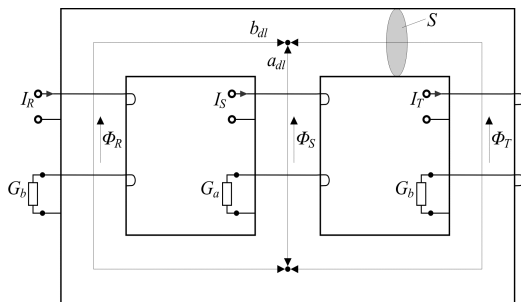 b_dl
S
a_dl
I_R
I_S
I_T
Φ_R
Φ_S
Φ_T
G_b
G_a
G_b